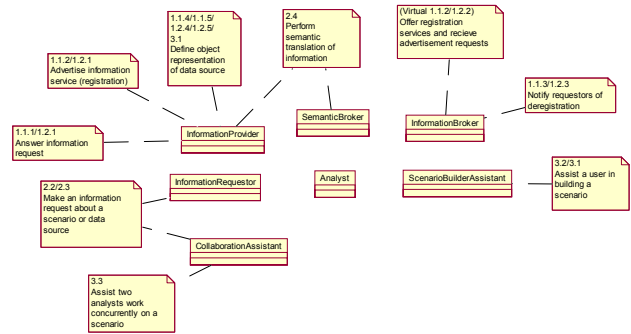 1.1.4/1.1.5/
1.2.4/1.2.5/
3.1
Define object
representation
of data source
2.4
Perform
semantic
translation of
information
(Virtual 1.1.2/1.2.2)
Offer registration
services and recieve
advertisement requests
1.1.2/1.2.1
Advertise information
service (registration)
1.1.3/1.2.3
Notify requestors of
deregistration
SemanticBroker
InformationBroker
1.1.1/1.2.1
Answer information
request
InformationProvider
3.2/3.1
Assist a user in
building a
scenario
2.2/2.3
Make an information
request about a
scenario or data
source
InformationRequestor
Analyst
ScenarioBuilderAssistant
CollaborationAssistant
3.3
Assist two
analysts work
concurrently on a
scenario